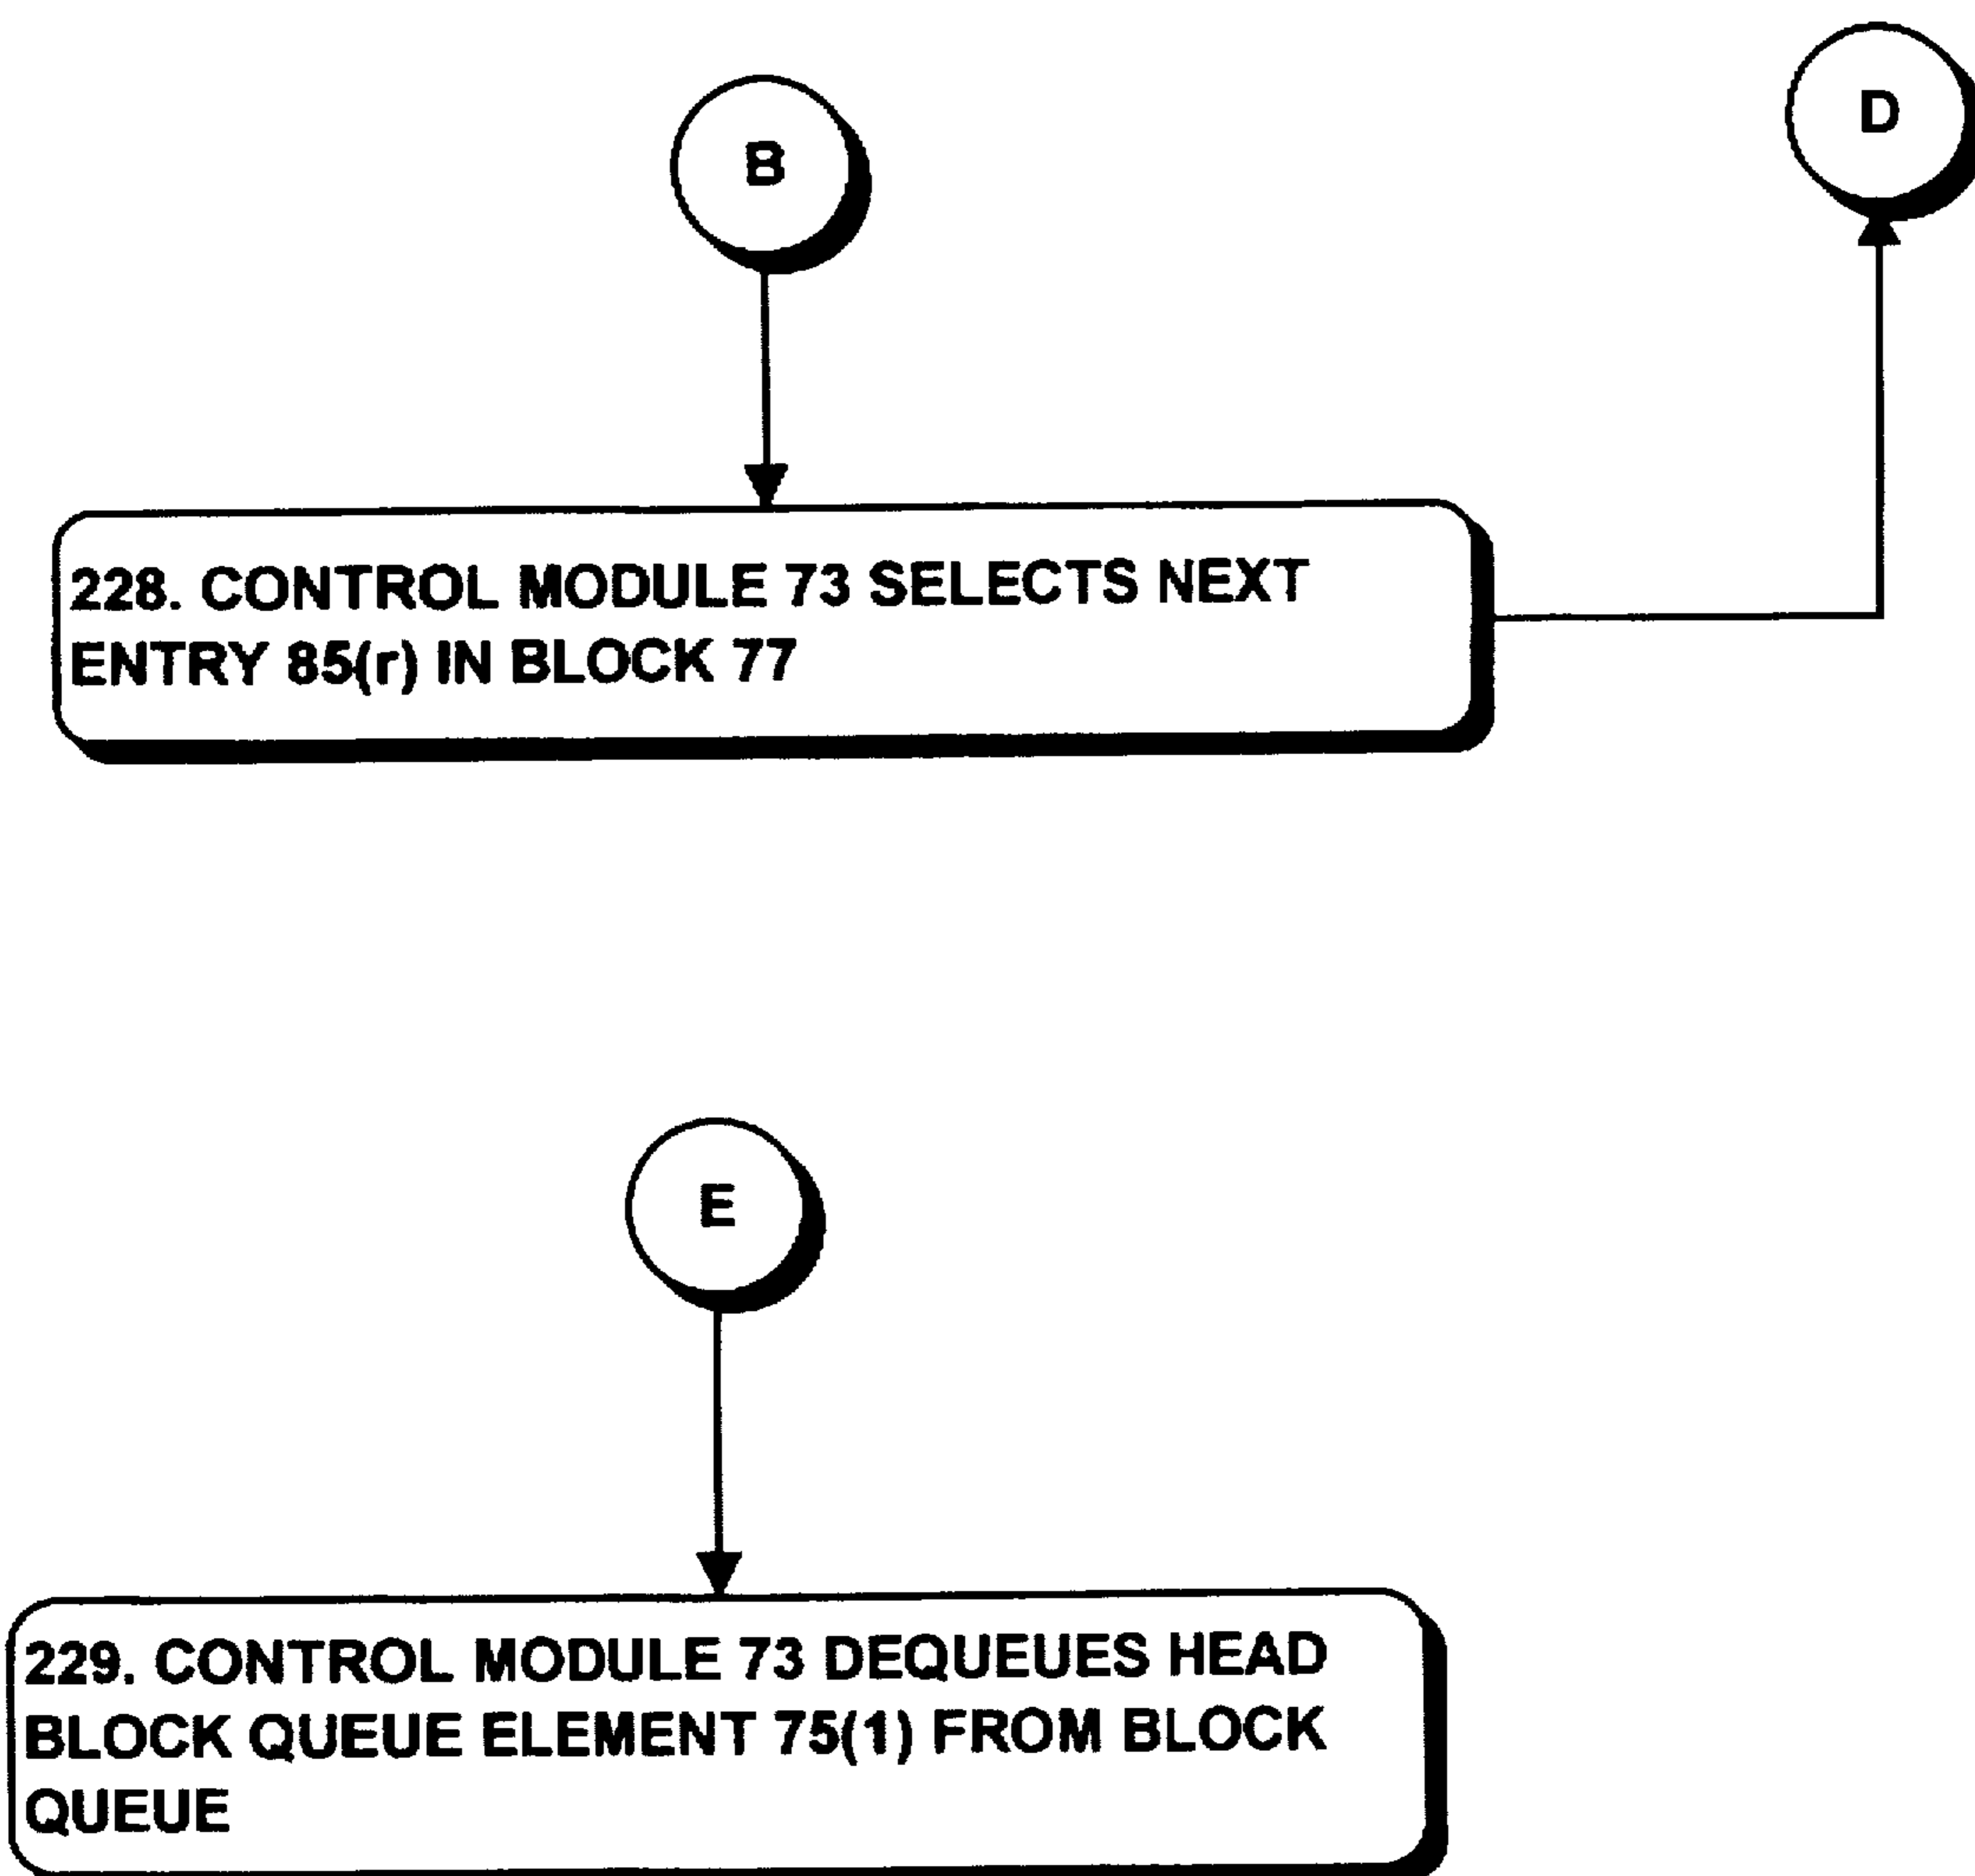 B
D
228. CONTROL MODULE 73 SELECTS NEXT
ENTRY 85(r) IN BLOCK 77
E
229. CONTROL MODULE 73 DEQUEUES HEAD
BLOCK QUEUE ELEMENT 75(1) FROM BLOCK
QUEUE